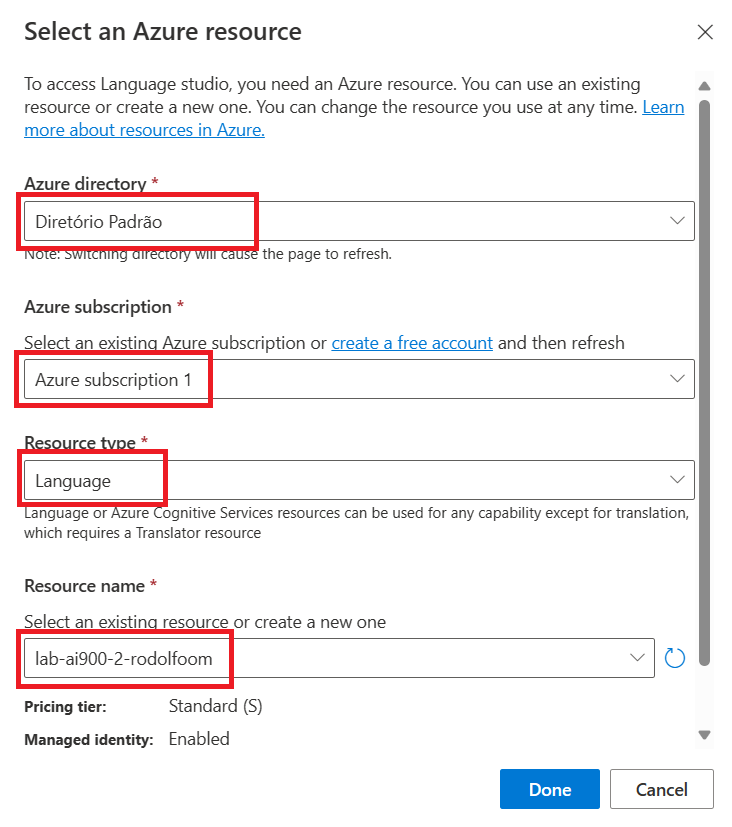 Select an Azure resource
To access Language studio, you need an Azure resource. You can use an existing
resource or create a new one. You can change the resource you use at any time. Learn
more about resources in Azure.
Azure directory *
Diretório Padrão
Note: Switching directory will cause the page to refresh.
Azure subscription *
Select an existing Azure subscription or create a free account and then refresh
Azure subscription 1
Resource type *
Language
Language or Azure Cognitive Services resources can be used for any capability except for translation,
which requires a Translator resource
Resource name *
Select an existing resource or create a new one
lab-ai900-2-rodolfoom
Pricing tier: Standard (S)
Managed identity: Enabled
Done Cancel